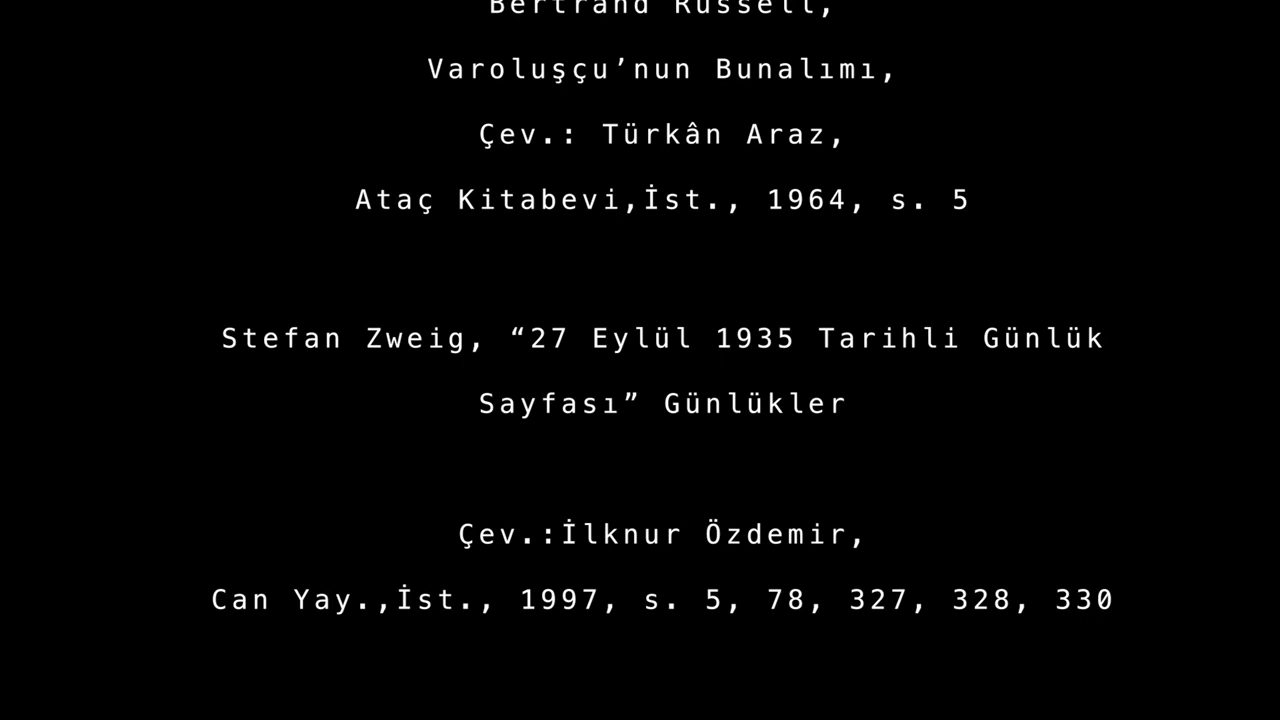 Bertrand Russell,
Varoluşçu’nun Bunalımı,
Çev.: Türkân Araz,
Ataç Kitabevi,İst., 1964, s. 5
Stefan Zweig, “27 Eylül 1935 Tarihli Günlük
Sayfası” Günlükler
Çev.:İlknur Özdemir,
Can Yay.,İst., 1997, s. 5, 78, 327, 328, 330